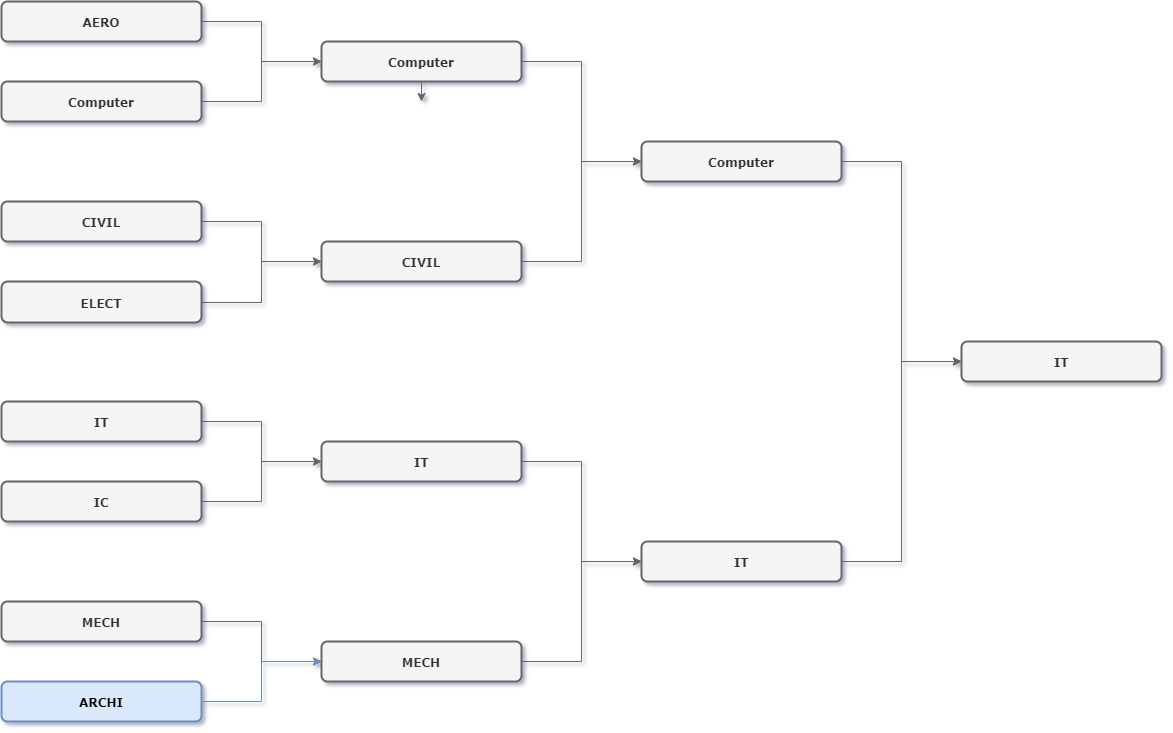 AERO
Computer
CIVIL
ELECT
IT
IC
MECH
ARCHI
Computer
CIVIL
IT
MECH
Computer
IT
IT